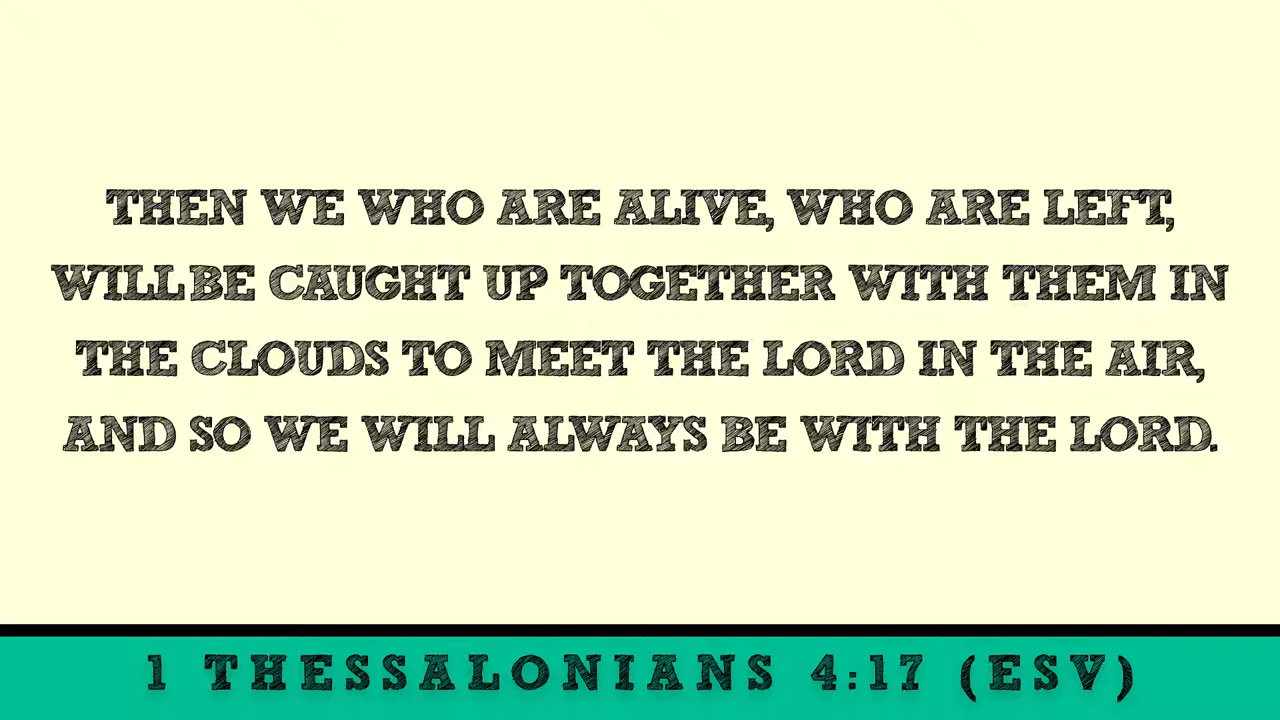 THEN WE WHO ARE ALIVE, WHO ARE LEFT,
WILL BE CAUGHT UP TOGETHER WITH THEM IN
THE CLOUDS TO MEET THE LORD IN THE AIR,
AND SO WE WILL ALWAYS BE WITH THE LORD.
1 THESSALONIANS 4:17 (ESV)